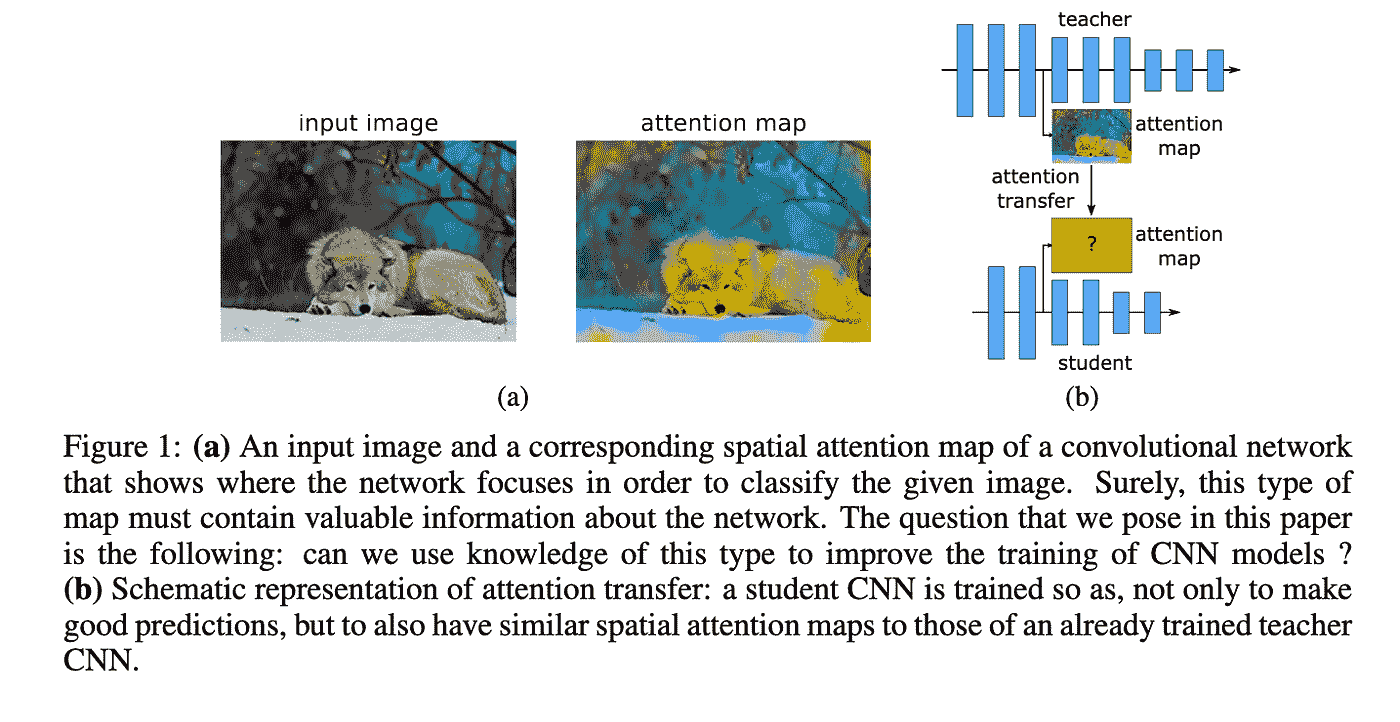 input image
attention map
(a)
teacher
attention
map
attention
transfer
?
attention
map
student
(b)
Figure 1: (a) An input image and a corresponding spatial attention map of a convolutional network
that shows where the network focuses in order to classify the given image. Surely, this type of
map must contain valuable information about the network. The question that we pose in this paper
is the following: can we use knowledge of this type to improve the training of CNN models ?
(b) Schematic representation of attention transfer: a student CNN is trained so as, not only to make
good predictions, but to also have similar spatial attention maps to those of an already trained teacher
CNN.